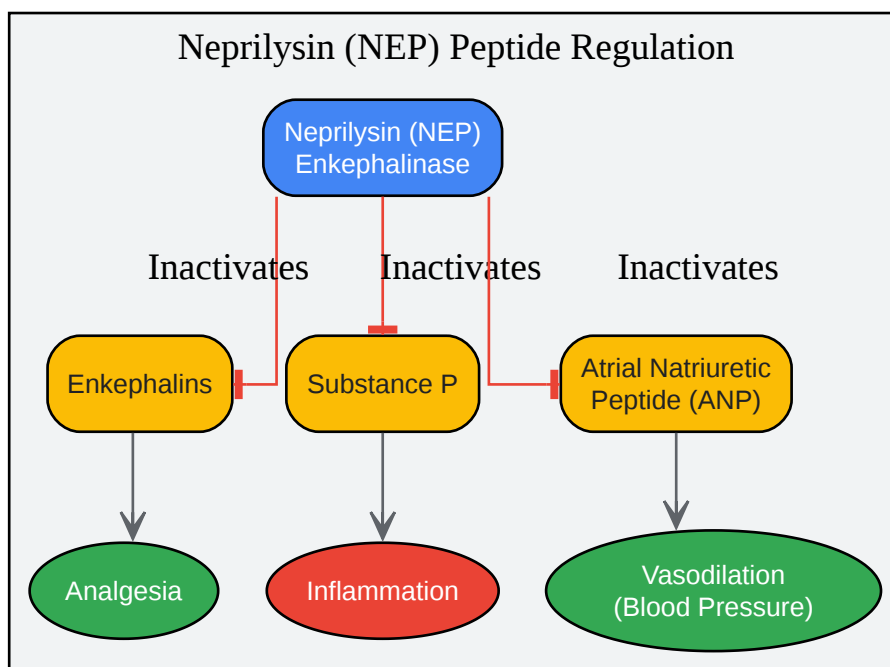 Neprilysin (NEP) Peptide Regulation
Neprilysin (NEP)
Enkephalinase
Inactivates
Inactivates
Inactivates
Enkephalins
Substance P
Atrial Natriuretic
Peptide (ANP)
Analgesia
Inflammation
Vasodilation
(Blood Pressure)